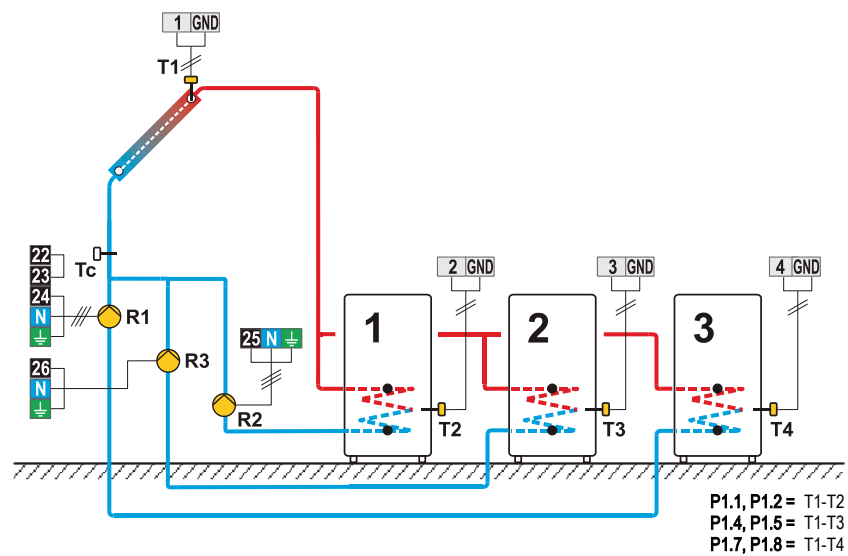 1 GND
T1
22
23
24
N
Tc
R1
R3
R2
26
N
25 N
2 GND
3 GND
4 GND
1
2
3
T2
T3
T4
P1.1, P1.2 = T1-T2
P1.4, P1.5 = T1-T3
P1.7, P1.8 = T1-T4